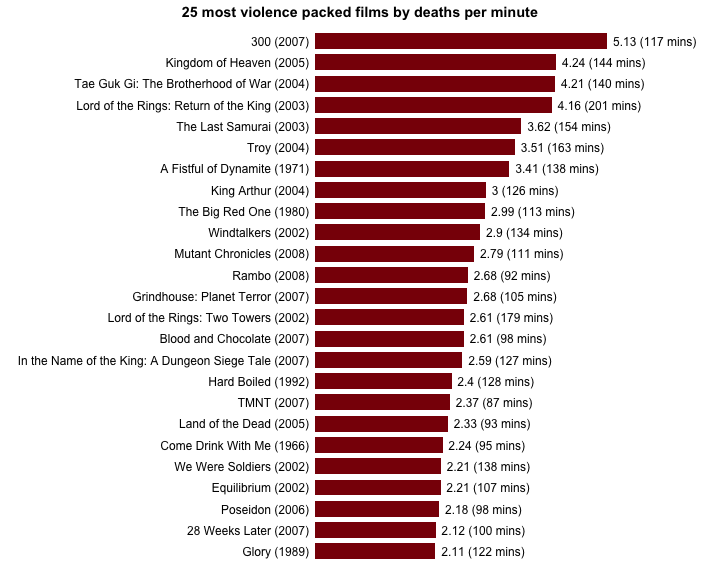 25 most violence packed films by deaths per minute
300 (2007) 5.13 (117 mins)
Kingdom of Heaven (2005) 4.24 (144 mins)
Tae Guk Gi: The Brotherhood of War (2004) 4.21 (140 mins)
Lord of the Rings: Return of the King (2003) 4.16 (201 mins)
The Last Samurai (2003) 3.62 (154 mins)
Troy (2004) 3.51 (163 mins)
A Fistful of Dynamite (1971) 3.41 (138 mins)
King Arthur (2004) 3 (126 mins)
The Big Red One (1980) 2.99 (113 mins)
Windtalkers (2002) 2.9 (134 mins)
Mutant Chronicles (2008) 2.79 (111 mins)
Rambo (2008) 2.68 (92 mins)
Grindhouse: Planet Terror (2007) 2.68 (105 mins)
Lord of the Rings: Two Towers (2002) 2.61 (179 mins)
Blood and Chocolate (2007) 2.61 (98 mins)
In the Name of the King: A Dungeon Siege Tale (2007) 2.59 (127 mins)
Hard Boiled (1992) 2.4 (128 mins)
TMNT (2007) 2.37 (87 mins)
Land of the Dead (2005) 2.33 (93 mins)
Come Drink With Me (1966) 2.24 (95 mins)
We Were Soldiers (2002) 2.21 (138 mins)
Equilibrium (2002) 2.21 (107 mins)
Poseidon (2006) 2.18 (98 mins)
28 Weeks Later (2007) 2.12 (100 mins)
Glory (1989) 2.11 (122 mins)